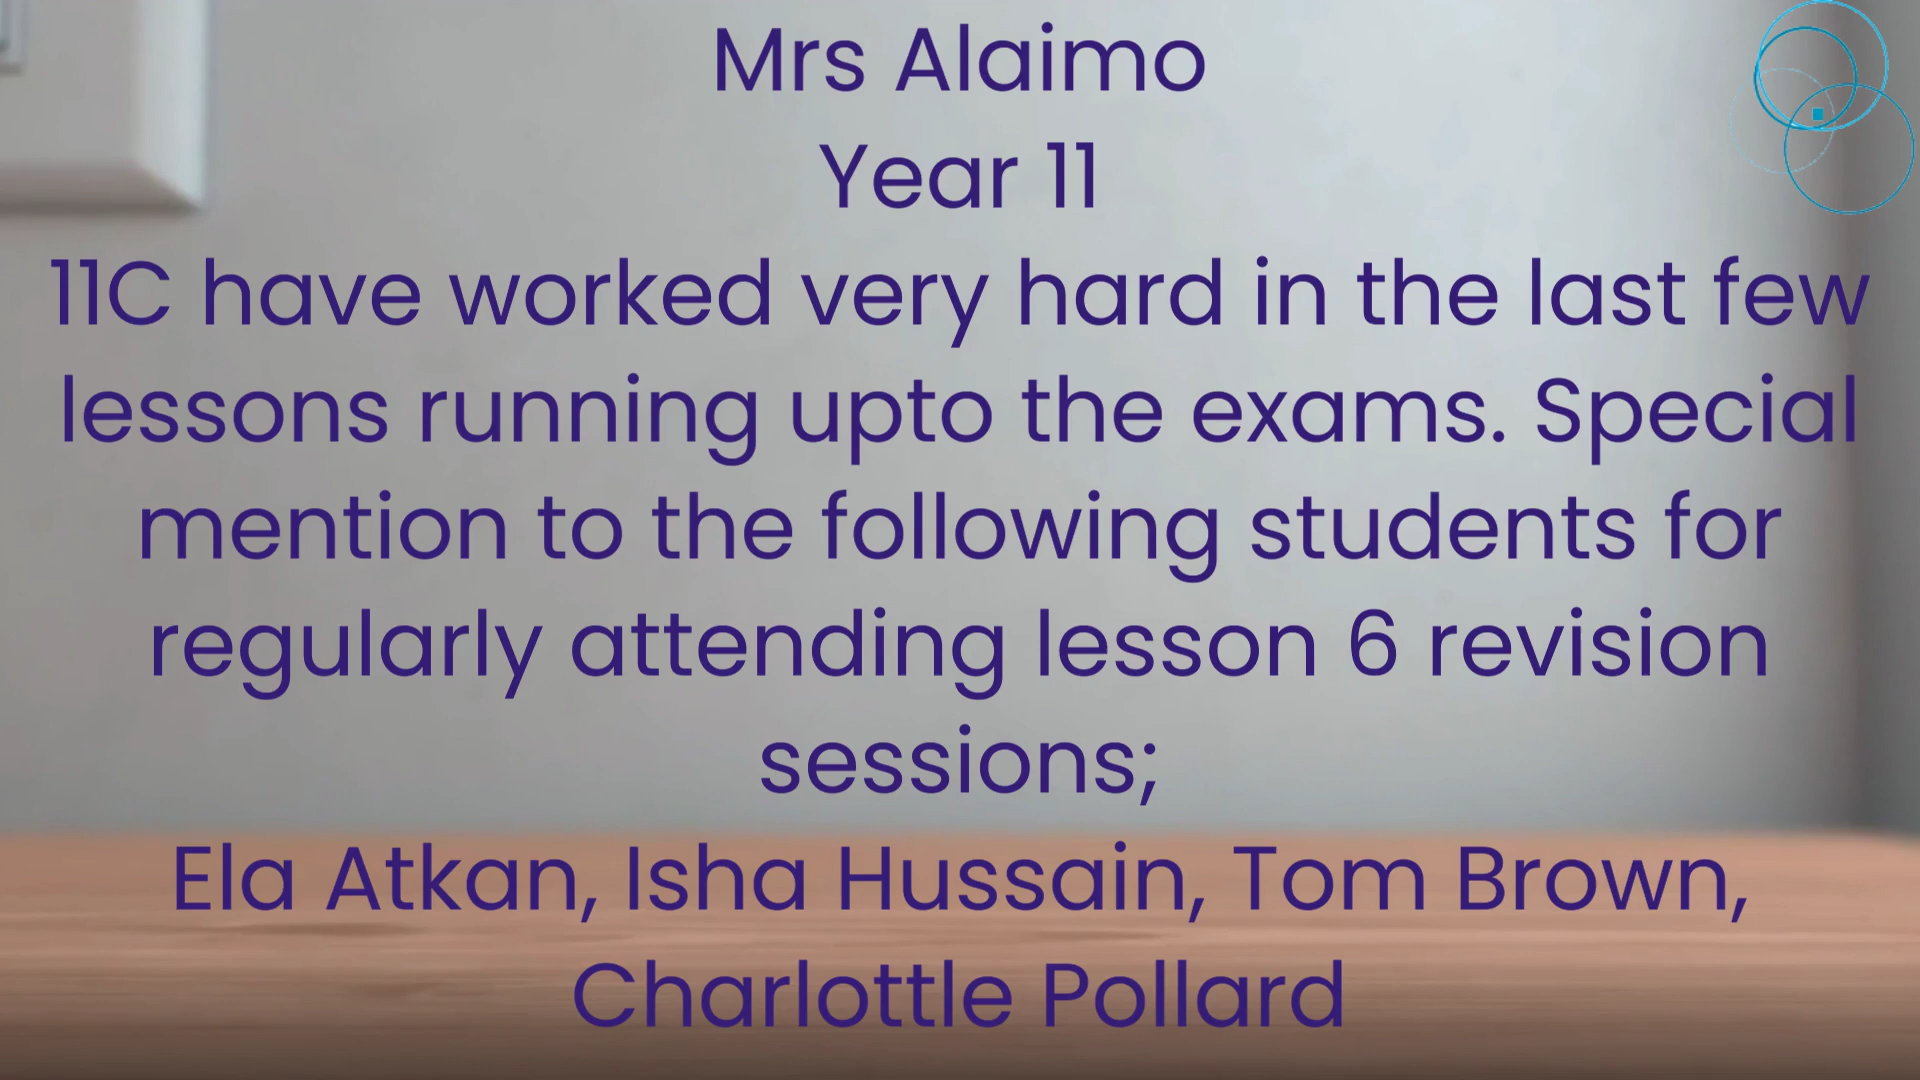 Mrs Alaimo
Year 11
11C have worked very hard in the last few
lessons running upto the exams. Special
mention to the following students for
regularly attending lesson 6 revision
sessions;
Ela Atkan, Isha Hussain, Tom Brown,
Charlottle Pollard